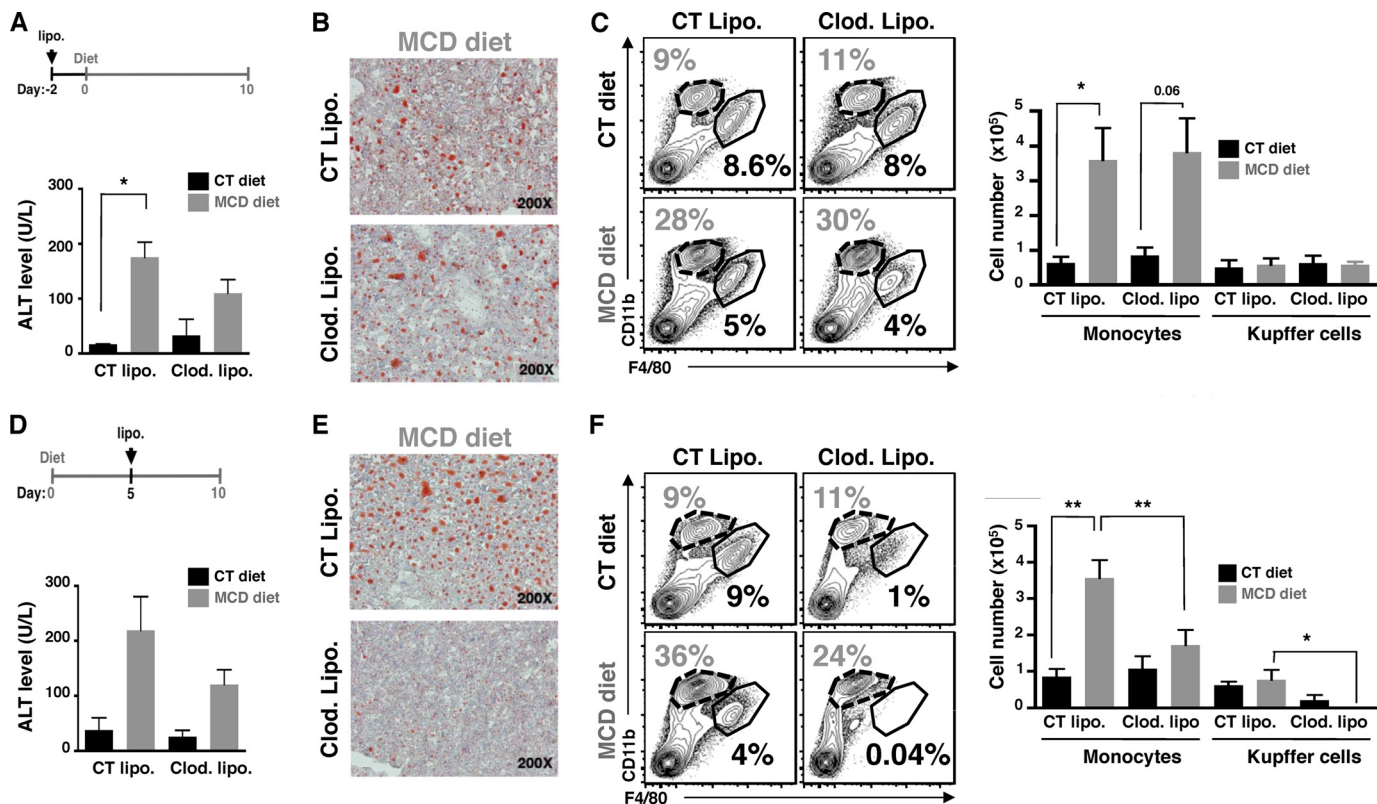 A
lipo.
Diet
Day:-2 0 10
300
200
100
0
ALT level (U/L)
*
CT diet
MCD diet
CT lipo. Clod. lipo.
B
MCD diet
CT Lipo.
200X
Clod. Lipo.
200X
C
CT Lipo. Clod. Lipo.
CT diet
9% 11%
8.6% 8%
MCD diet
28% 30%
5% 4%
CD11b
F4/80
Cell number (x10⁵)
5
4
3
2
1
0
* 0.06
CT diet
MCD diet
CT lipo. Clod. lipo CT lipo. Clod. lipo
Monocytes Kupffer cells
D
lipo.
Diet
Day: 0 5 10
300
200
100
0
ALT level (U/L)
CT diet
MCD diet
CT lipo. Clod. lipo.
E
MCD diet
CT Lipo.
200X
Clod. Lipo.
200X
F
CT Lipo. Clod. Lipo.
CT diet
9% 11%
9% 1%
MCD diet
36% 24%
4% 0.04%
CD11b
F4/80
Cell number (x10⁵)
5
4
3
2
1
0
** **
*
CT diet
MCD diet
CT lipo. Clod. lipo CT lipo. Clod. lipo
Monocytes Kupffer cells